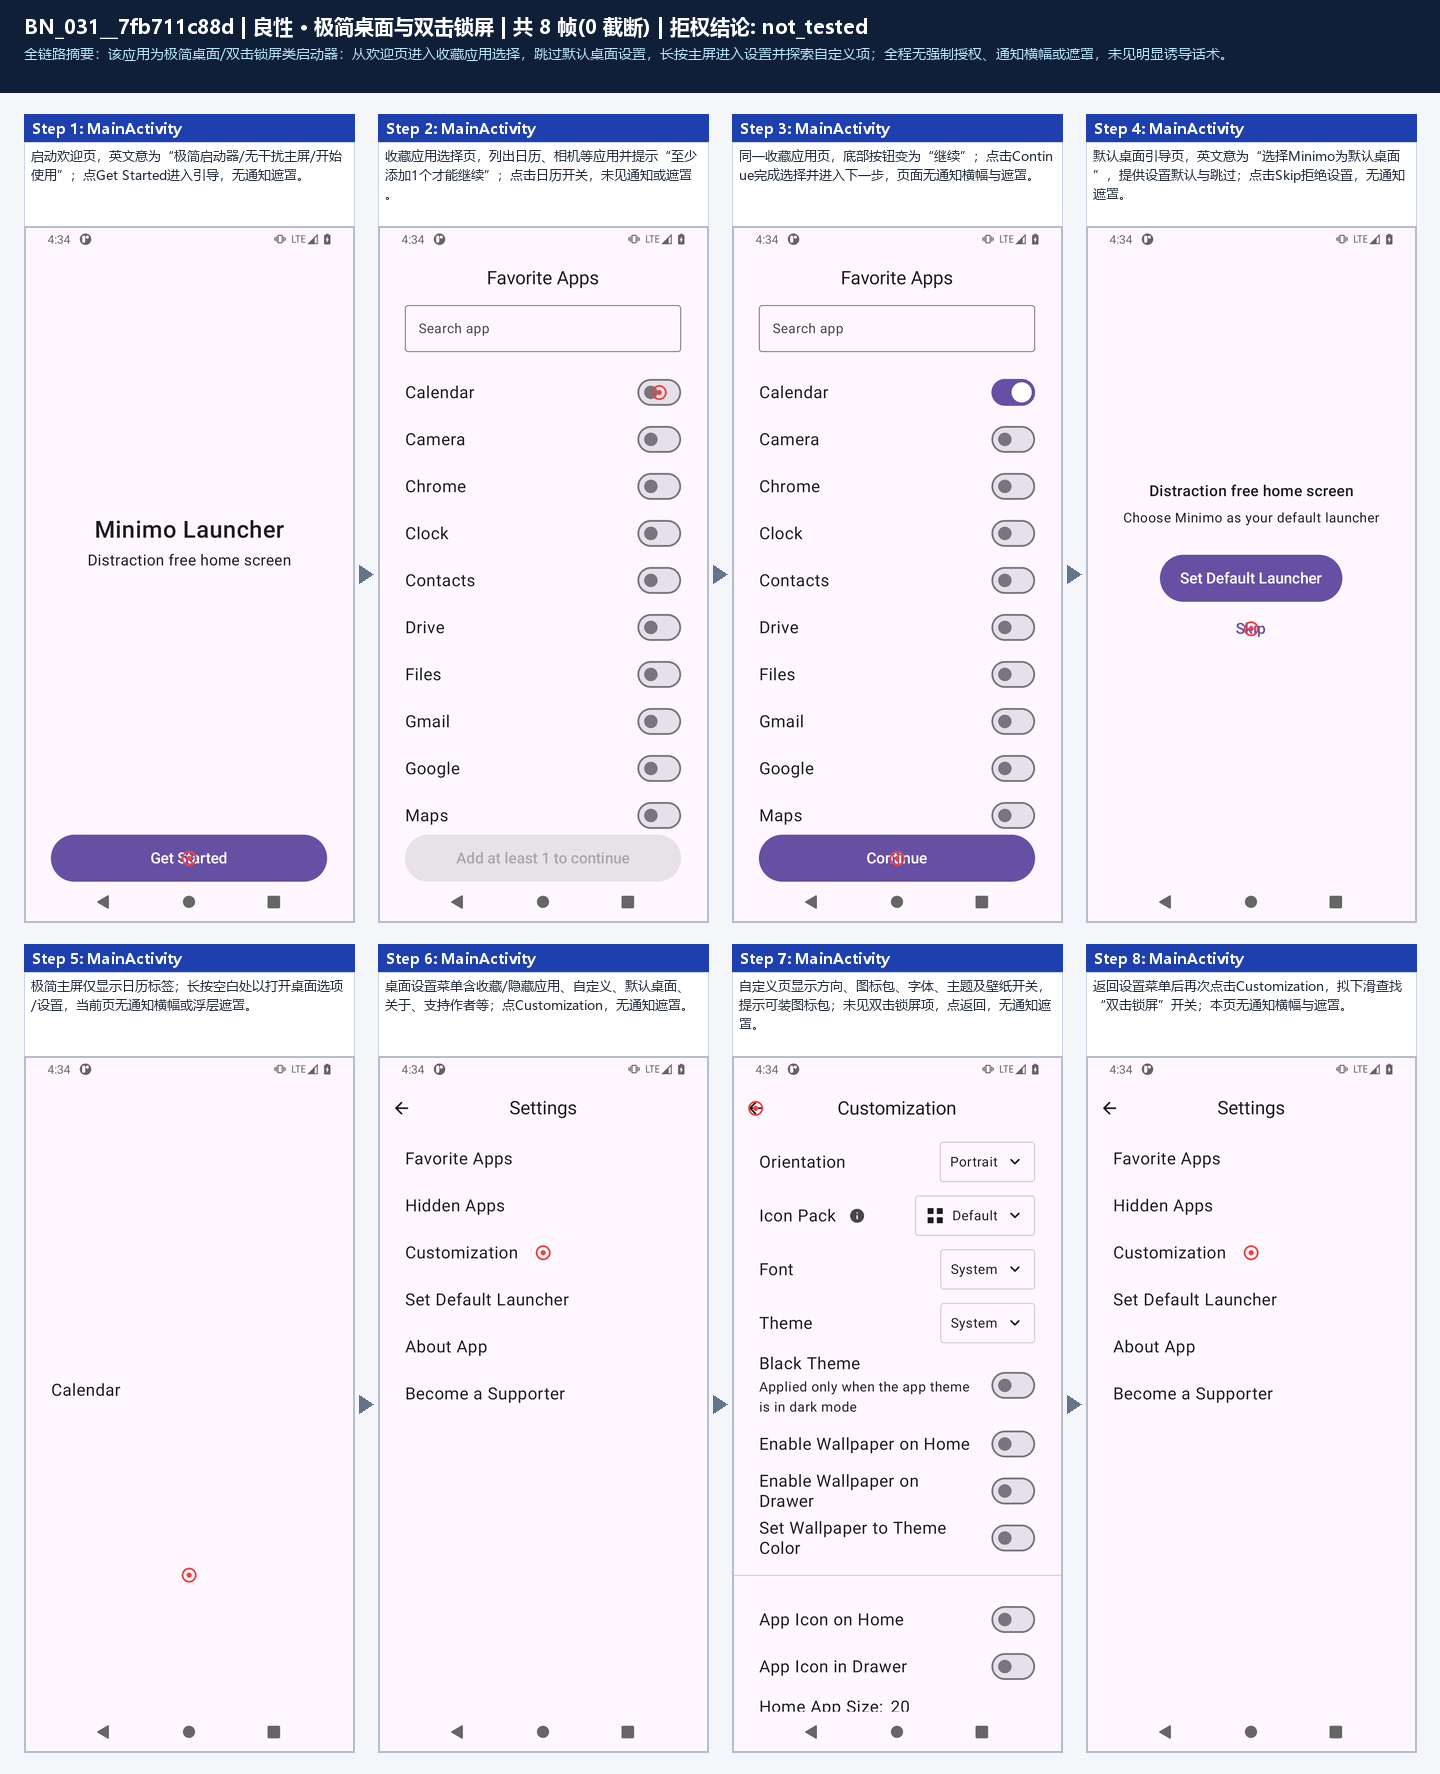 BN_031__7fb711c88d | 良性 • 极简桌面与双击锁屏 | 共 8 帧(0 截断) | 拒权结论: not_tested
全链路摘要：该应用为极简桌面/双击锁屏类启动器：从欢迎页进入收藏应用选择，跳过默认桌面设置，长按主屏进入设置并探索自定义项；全程无强制授权、通知横幅或遮罩，未见明显诱导话术。
Step 1: MainActivity
启动欢迎页，英文意为“极简启动器/无干扰主屏/开始
使用”；点Get Started进入引导，无通知遮罩。
4:34
LTE
Minimo Launcher
Distraction free home screen
Get Started
Step 2: MainActivity
收藏应用选择页，列出日历、相机等应用并提示“至少
添加1个才能继续”；点击日历开关，未见通知或遮罩
。
4:34
LTE
Favorite Apps
Search app
Calendar
Camera
Chrome
Clock
Contacts
Drive
Files
Gmail
Google
Maps
Add at least 1 to continue
Step 3: MainActivity
同一收藏应用页，底部按钮变为“继续”；点击Contin
ue完成选择并进入下一步，页面无通知横幅与遮罩。
4:34
LTE
Favorite Apps
Search app
Calendar
Camera
Chrome
Clock
Contacts
Drive
Files
Gmail
Google
Maps
Continue
Step 4: MainActivity
默认桌面引导页，英文意为“选择Minimo为默认桌面
”，提供设置默认与跳过；点击Skip拒绝设置，无通知
遮罩。
4:34
LTE
Distraction free home screen
Choose Minimo as your default launcher
Set Default Launcher
Skip
Step 5: MainActivity
极简主屏仅显示日历标签；长按空白处以打开桌面选项
/设置，当前页无通知横幅或浮层遮罩。
4:34
LTE
Calendar
Step 6: MainActivity
桌面设置菜单含收藏/隐藏应用、自定义、默认桌面、
关于、支持作者等；点Customization，无通知遮罩。
4:34
LTE
Settings
Favorite Apps
Hidden Apps
Customization
Set Default Launcher
About App
Become a Supporter
Step 7: MainActivity
自定义页显示方向、图标包、字体、主题及壁纸开关，
提示可装图标包；未见双击锁屏项，点返回，无通知遮
罩。
4:34
LTE
Customization
Orientation
Portrait
Icon Pack
Default
Font
System
Theme
System
Black Theme
Applied only when the app theme
is in dark mode
Enable Wallpaper on Home
Enable Wallpaper on
Drawer
Set Wallpaper to Theme
Color
App Icon on Home
App Icon in Drawer
Home App Size: 20
Step 8: MainActivity
返回设置菜单后再次点击Customization，拟下滑查找
“双击锁屏”开关；本页无通知横幅与遮罩。
4:34
LTE
Settings
Favorite Apps
Hidden Apps
Customization
Set Default Launcher
About App
Become a Supporter